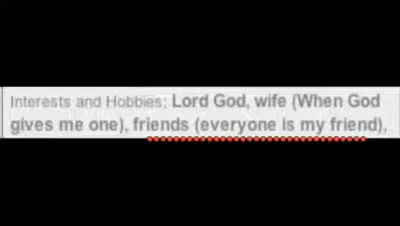 Interests and Hobbies: Lord God, wife (When God
gives me one), friends (everyone is my friend),